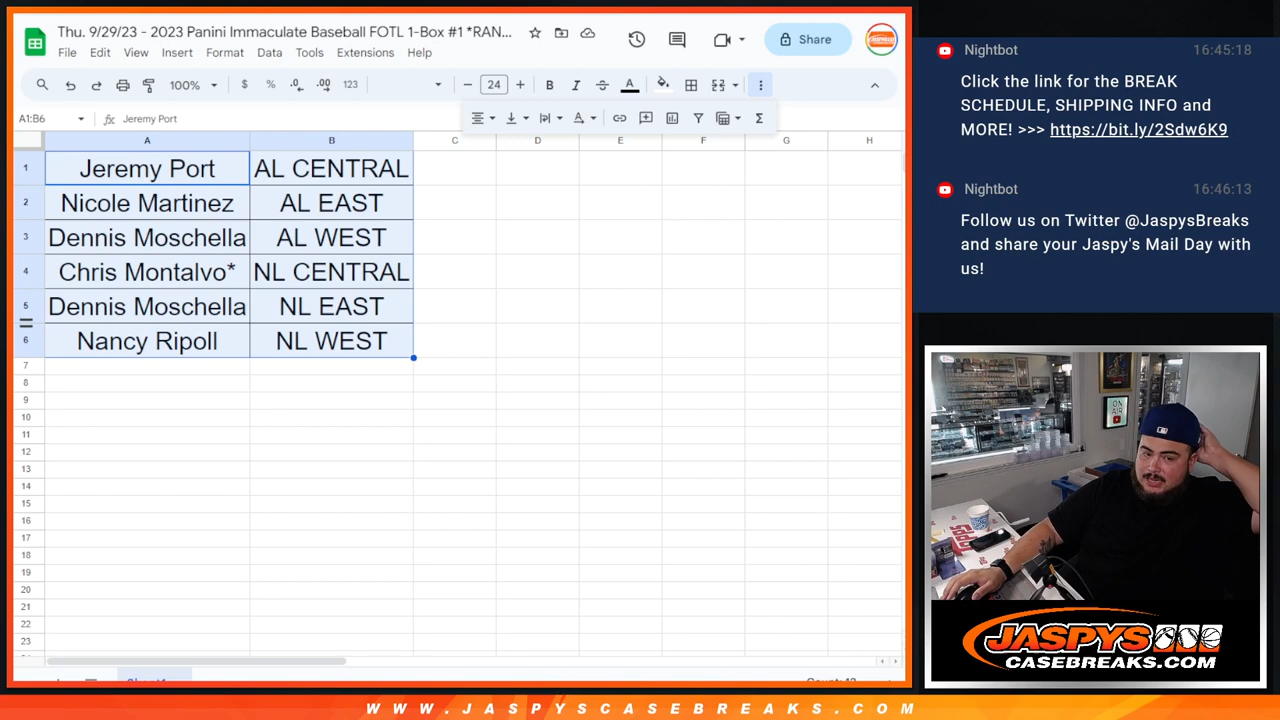 Thu. 9/29/23 - 2023 Panini Immaculate Baseball FOTL 1-Box #1 *RAN...
Share
File Edit View Insert Format Data Tools Extensions Help
100% $ % .0 .00 123 24 B I S A
A1:B6 fx Jeremy Port
A B C D E F G H
1 Jeremy Port AL CENTRAL
2 Nicole Martinez AL EAST
3 Dennis Moschella AL WEST
4 Chris Montalvo* NL CENTRAL
5 Dennis Moschella NL EAST
6 Nancy Ripoll NL WEST
7
8
9
10
11
12
13
14
15
16
17
18
19
20
21
22
23
Nightbot 16:45:18
Click the link for the BREAK
SCHEDULE, SHIPPING INFO and
MORE! >>> https://bit.ly/2Sdw6K9
Nightbot 16:46:13
Follow us on Twitter @JaspysBreaks
and share your Jaspy's Mail Day with
us!
ON
AIR
topps
JASPYS
CASEBREAKS.COM
WWW.JASPYSCASEBREAKS.COM